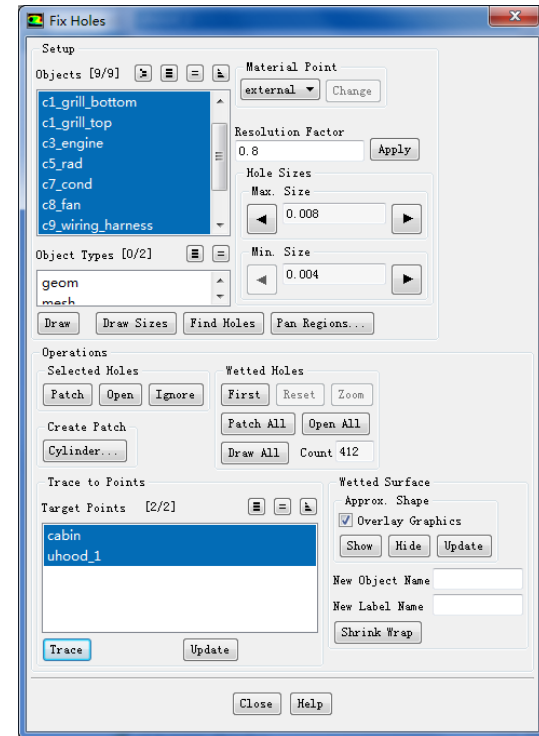 Fix Holes
Setup
Objects [9/9]
c1_grill_bottom
c1_grill_top
c3_engine
c5_rad
c7_cond
c8_fan
c9_wiring_harness
Object Types [0/2]
geom
mesh
Material Point
external Change
Resolution Factor
0.8 Apply
Hole Sizes
Max. Size
0.008
Min. Size
0.004
Draw Draw Sizes Find Holes Pan Regions...
Operations
Selected Holes
Patch Open Ignore
Create Patch
Cylinder...
Wetted Holes
First Reset Zoom
Patch All Open All
Draw All Count 412
Trace to Points
Target Points [2/2]
cabin
uhood_1
Trace Update
Wetted Surface
Approx. Shape
Overlay Graphics
Show Hide Update
New Object Name
New Label Name
Shrink Wrap
Close Help